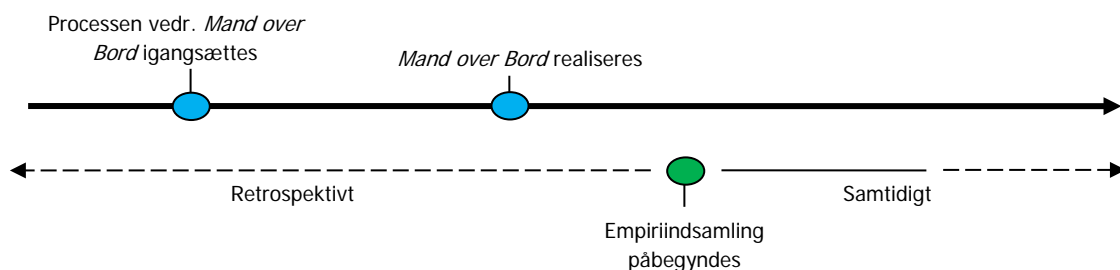 Processen vedr. Mand over
Bord igangsættes
Mand over Bord realiseres
Retrospektivt
Samtidigt
Empiriindsamling
påbegyndes